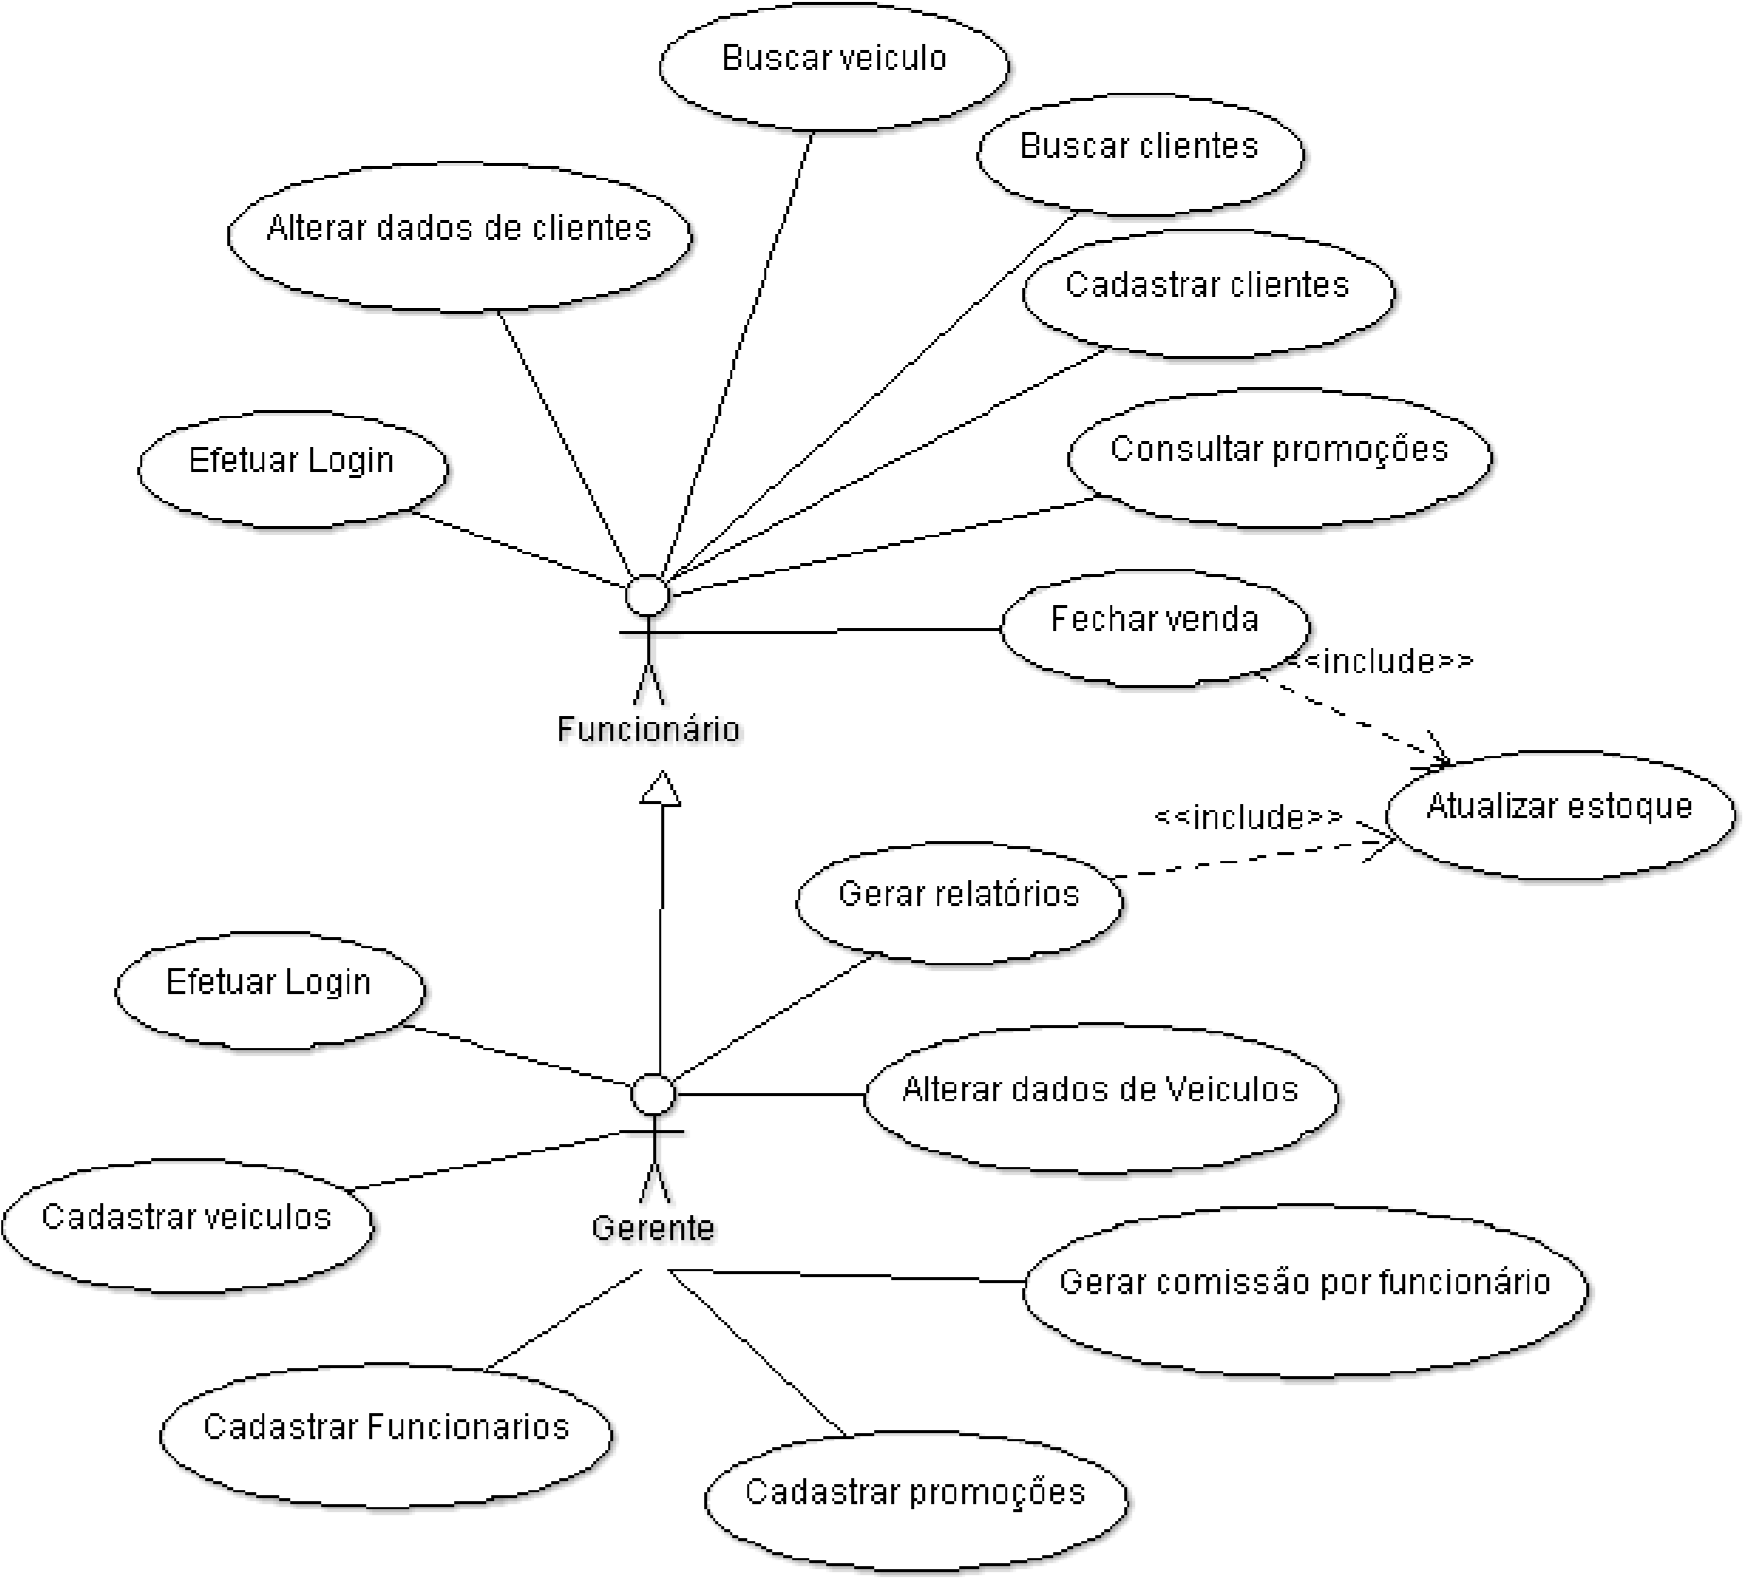 Buscar veiculo
Buscar clientes
Alterar dados de clientes
Cadastrar clientes
Consultar promoções
Efetuar Login
Fechar venda
<<include>>
Funcionário
Atualizar estoque
<<include>>
Gerar relatórios
Efetuar Login
Alterar dados de Veiculos
Cadastrar veiculos
Gerente
Gerar comissão por funcionário
Cadastrar Funcionarios
Cadastrar promoções